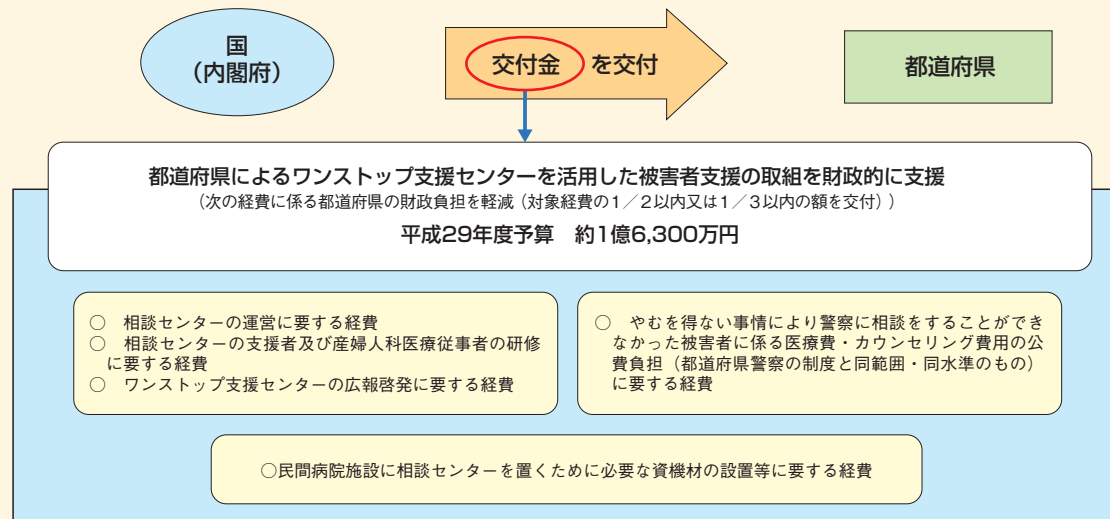 国
（内閣府）
交付金 を交付
都道府県
都道府県によるワンストップ支援センターを活用した被害者支援の取組を財政的に支援
（次の経費に係る都道府県の財政負担を軽減（対象経費の１／２以内又は１／３以内の額を交付））
平成29年度予算　約1億6,300万円
○　相談センターの運営に要する経費
○　相談センターの支援者及び産婦人科医療従事者の研修
に要する経費
○　ワンストップ支援センターの広報啓発に要する経費
○　やむを得ない事情により警察に相談をすることができ
なかった被害者に係る医療費・カウンセリング費用の公
費負担（都道府県警察の制度と同範囲・同水準のもの）
に要する経費
○民間病院施設に相談センターを置くために必要な資機材の設置等に要する経費